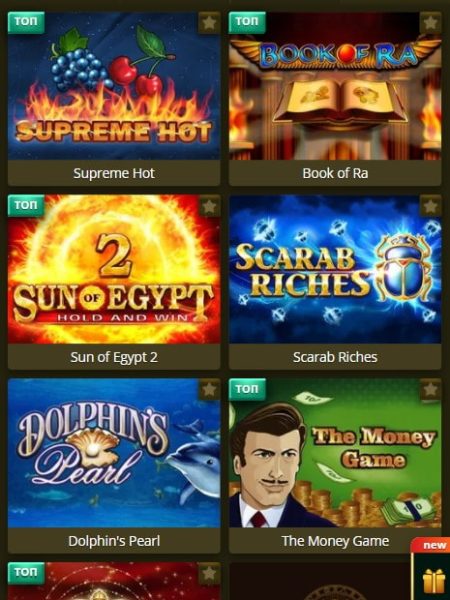 ТОП
SUPREME HOT
Supreme Hot
ТОП
BOOK OF RA
Book of Ra
ТОП
2
SUN OF EGYPT
HOLD AND WIN
Sun of Egypt 2
SCARAB
RICHES
Scarab Riches
DOLPHIN'S
Pearl
Dolphin's Pearl
ТОП
The Money
Game
The Money Game
new
ТОП